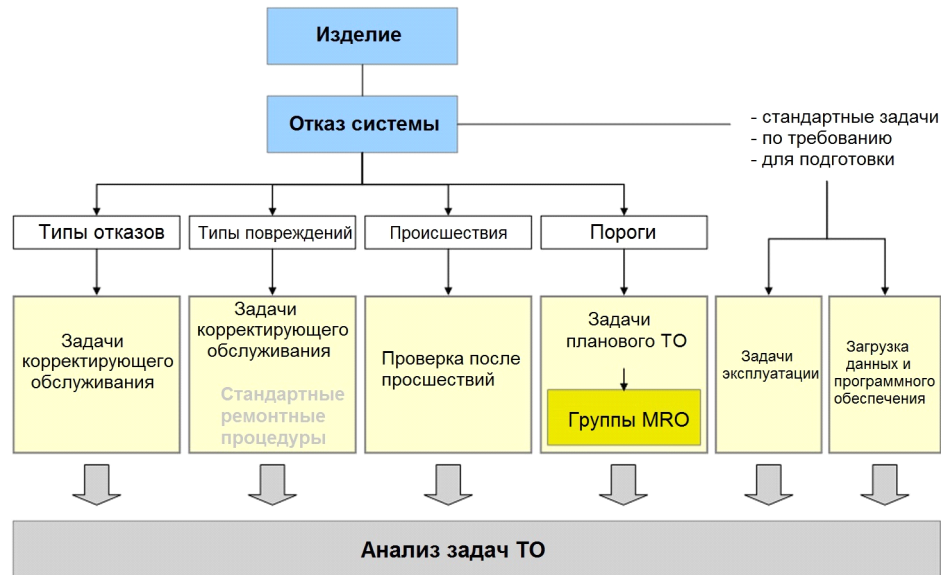 Изделие
Отказ системы
- стандартные задачи
- по требованию
- для подготовки
Типы отказов
Типы повреждений
Происшествия
Пороги
Задачи
корректирующего
обслуживания
Задачи
корректирующего
обслуживания
Стандартные
ремонтные
процедуры
Проверка после
просшествий
Задачи
планового ТО
Группы MRO
Задачи
эксплуатации
Загрузка
данных и
программного
обеспечения
Анализ задач ТО